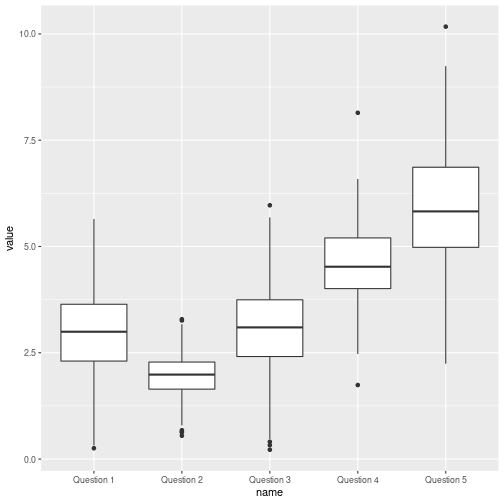 10.0
7.5
5.0
2.5
0.0
value
Question 1
Question 2
Question 3
Question 4
Question 5
name